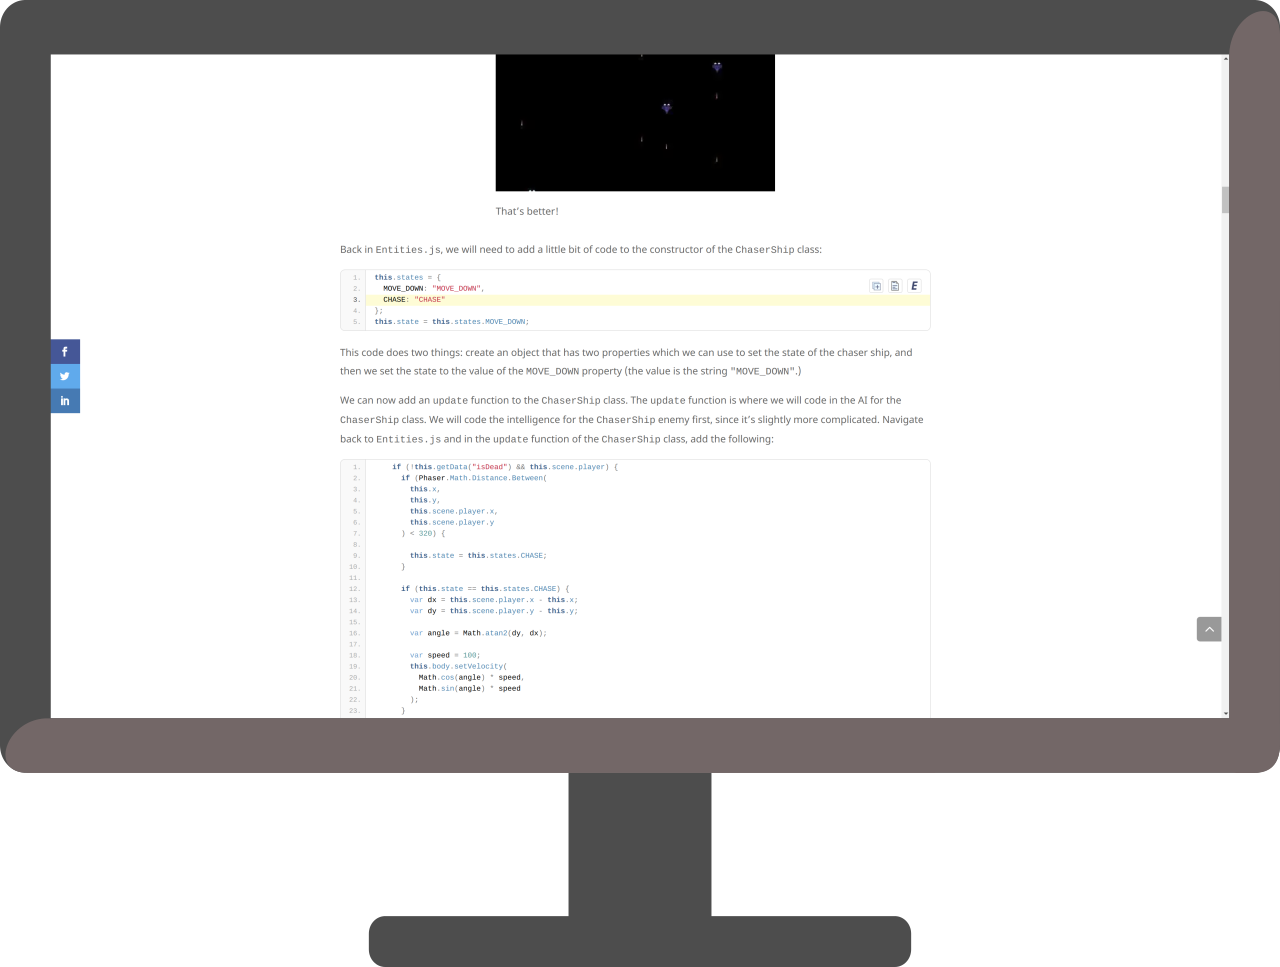 That's better!
Back in Entities.js, we will need to add a little bit of code to the constructor of the ChaserShip class:
1. this.states = {
2. MOVE_DOWN: "MOVE_DOWN",
3. CHASE: "CHASE"
4. };
5. this.state = this.states.MOVE_DOWN;
E
This code does two things: create an object that has two properties which we can use to set the state of the chaser ship, and
then we set the state to the value of the MOVE_DOWN property (the value is the string "MOVE_DOWN".)
f
in
We can now add an update function to the ChaserShip class. The update function is where we will code in the AI for the
ChaserShip class. We will code the intelligence for the ChaserShip enemy first, since it's slightly more complicated. Navigate
back to Entities.js and in the update function of the ChaserShip class, add the following:
1. if (!this.getData("isDead") && this.scene.player) {
2. if (Phaser.Math.Distance.Between(
3. this.x,
4. this.y,
5. this.scene.player.x,
6. this.scene.player.y
7. ) < 320) {
8.
9. this.state = this.states.CHASE;
10. }
11.
12. if (this.state == this.states.CHASE) {
13. var dx = this.scene.player.x - this.x;
14. var dy = this.scene.player.y - this.y;
15.
16. var angle = Math.atan2(dy, dx);
17.
18. var speed = 100;
19. this.body.setVelocity(
20. Math.cos(angle) * speed,
21. Math.sin(angle) * speed
22. );
23. }